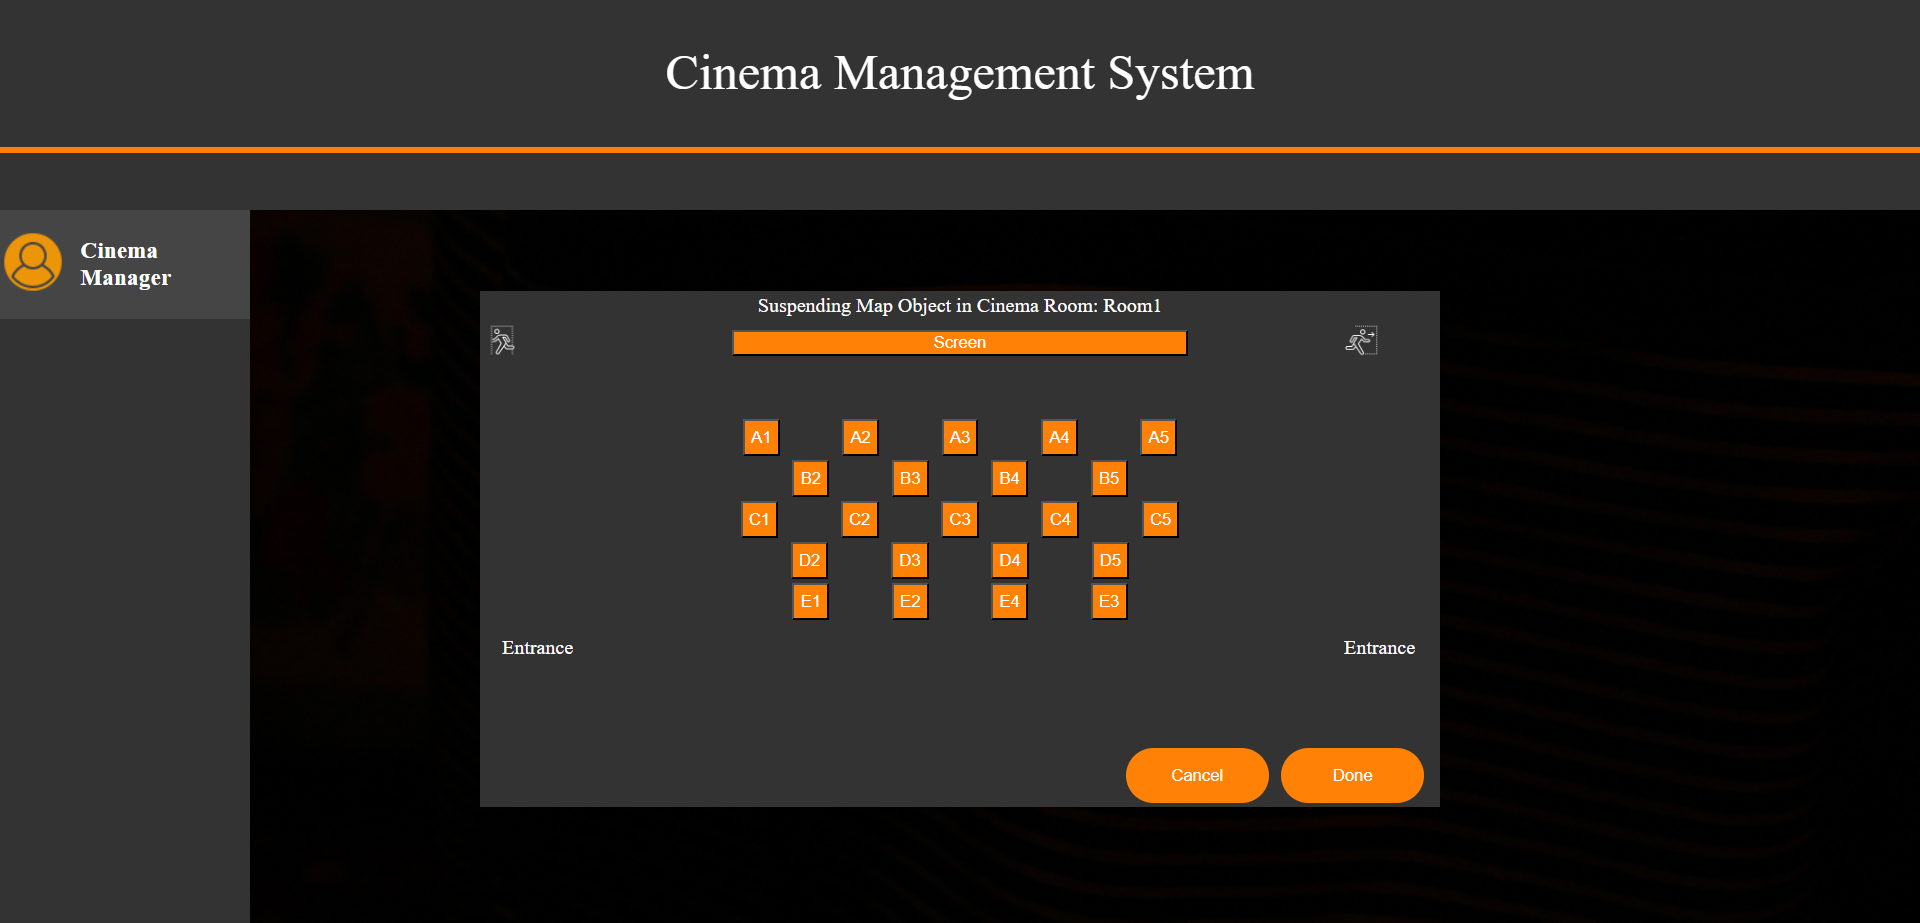 Cinema Management System
Cinema
Manager
Suspending Map Object in Cinema Room: Room1
Screen
A1 A2 A3 A4 A5
B2 B3 B4 B5
C1 C2 C3 C4 C5
D2 D3 D4 D5
E1 E2 E4 E3
Entrance Entrance
Cancel Done